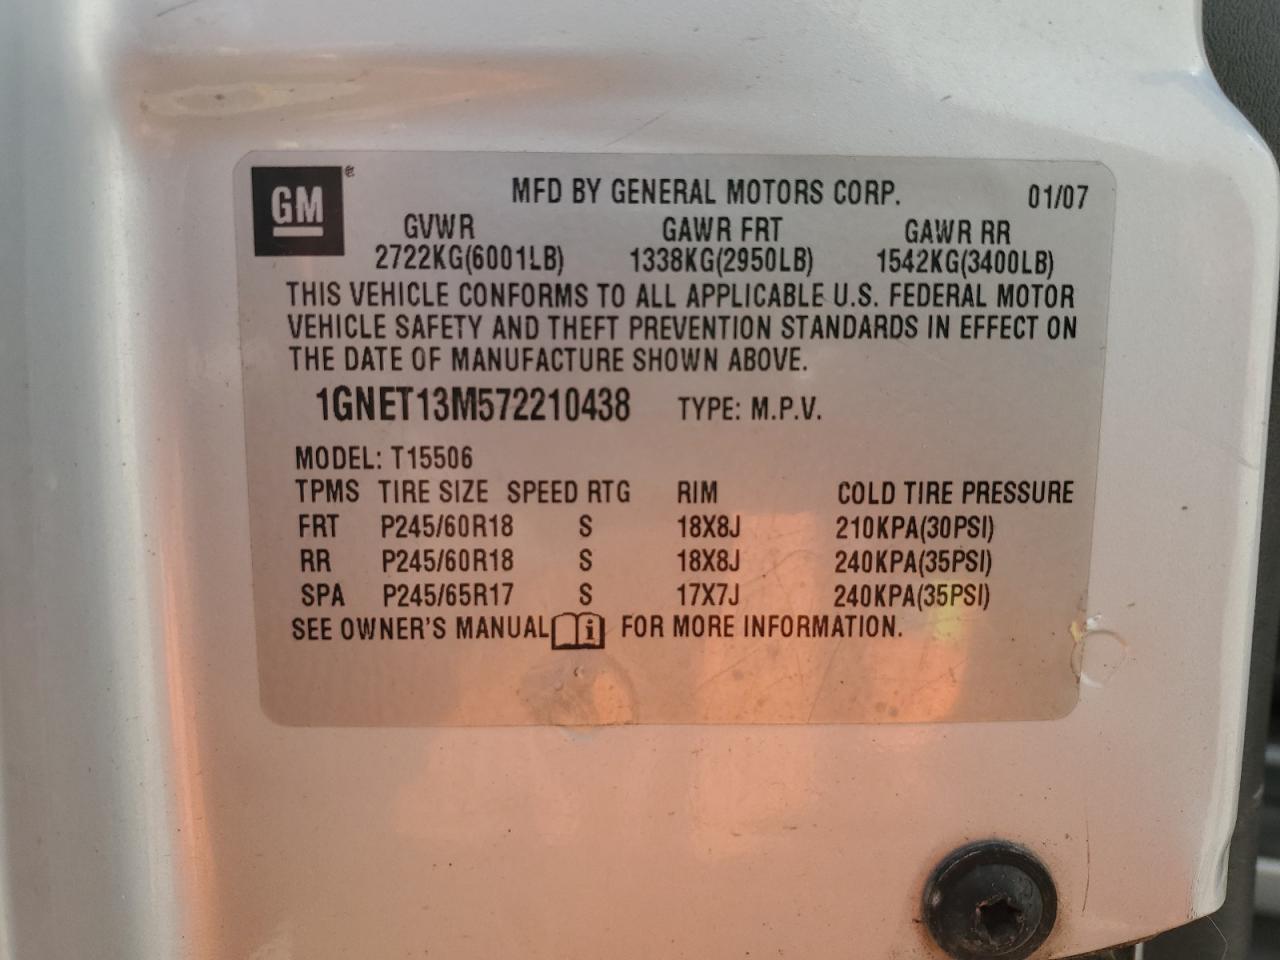 GM®
MFD BY GENERAL MOTORS CORP. 01/07
GVWR GAWR FRT GAWR RR
2722KG(6001LB) 1338KG(2950LB) 1542KG(3400LB)
THIS VEHICLE CONFORMS TO ALL APPLICABLE U.S. FEDERAL MOTOR
VEHICLE SAFETY AND THEFT PREVENTION STANDARDS IN EFFECT ON
THE DATE OF MANUFACTURE SHOWN ABOVE.
1GNET13M572210438 TYPE: M.P.V.
MODEL: T15506
TPMS TIRE SIZE SPEED RTG RIM COLD TIRE PRESSURE
FRT P245/60R18 S 18X8J 210KPA(30PSI)
RR P245/60R18 S 18X8J 240KPA(35PSI)
SPA P245/65R17 S 17X7J 240KPA(35PSI)
SEE OWNER'S MANUAL i FOR MORE INFORMATION.